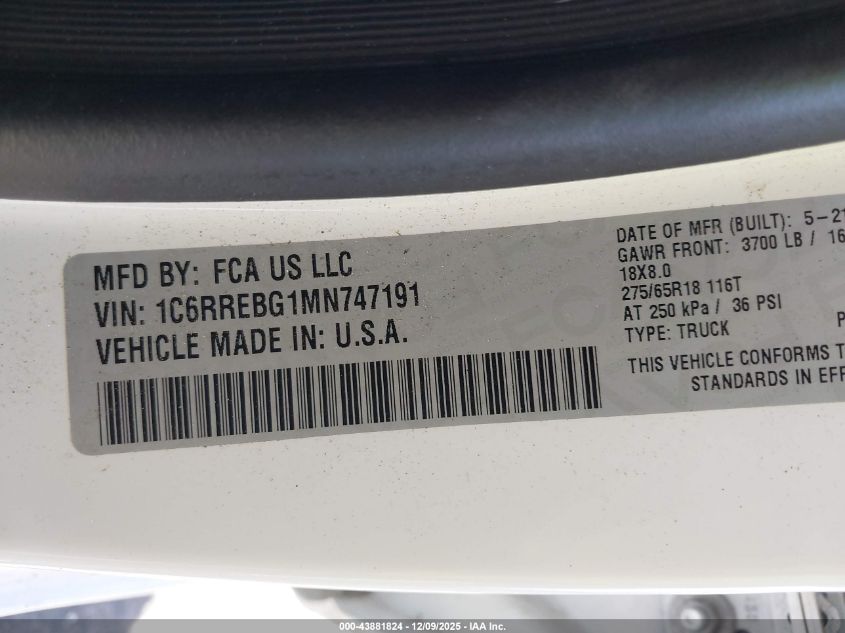 MFD BY: FCA US LLC
VIN: 1C6RREBG1MN747191
VEHICLE MADE IN: U.S.A.
DATE OF MFR (BUILT): 5-21
GAWR FRONT: 3700 LB / 16
18X8.0
275/65R18 116T
AT 250 kPa / 36 PSI
TYPE: TRUCK
P
THIS VEHICLE CONFORMS T
STANDARDS IN EFF
000-43881824 - 12/09/2025 - IAA Inc.